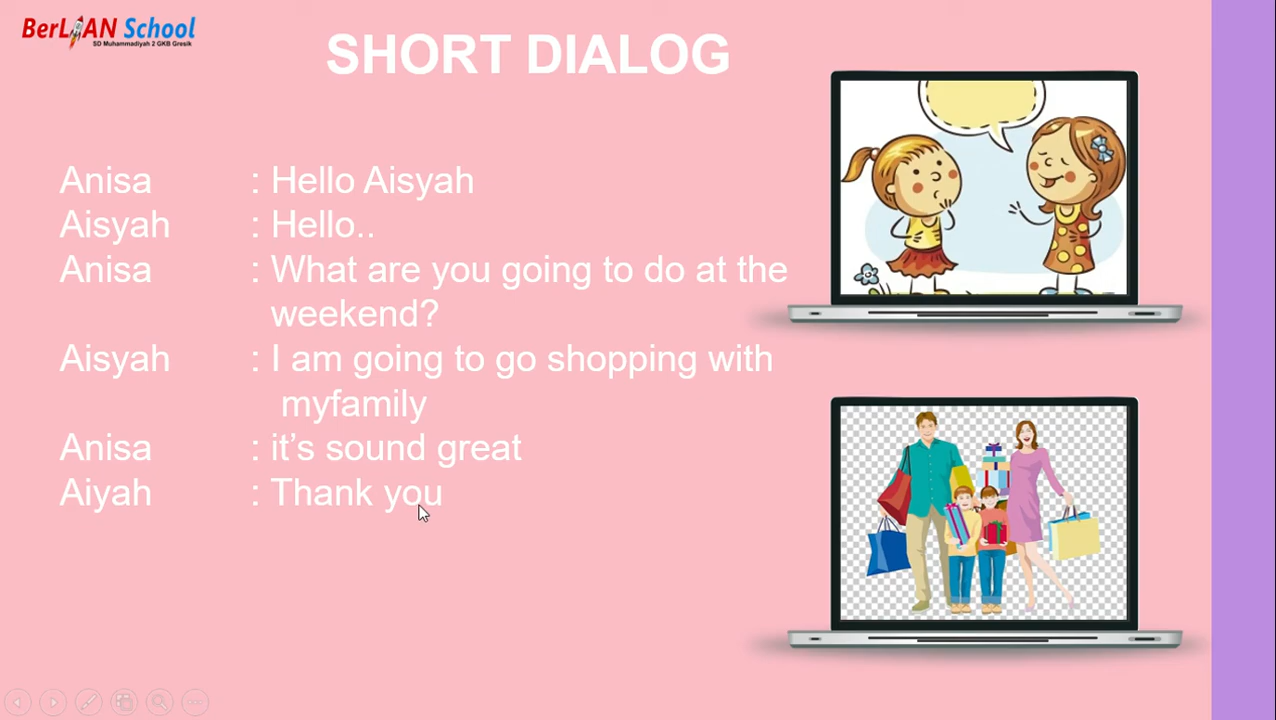 BerLIAN School
SD Muhammadiyah 2 GKB Gresik
SHORT DIALOG
Anisa : Hello Aisyah
Aisyah : Hello..
Anisa : What are you going to do at the
weekend?
Aisyah : I am going to go shopping with
myfamily
Anisa : it’s sound great
Aiyah : Thank you